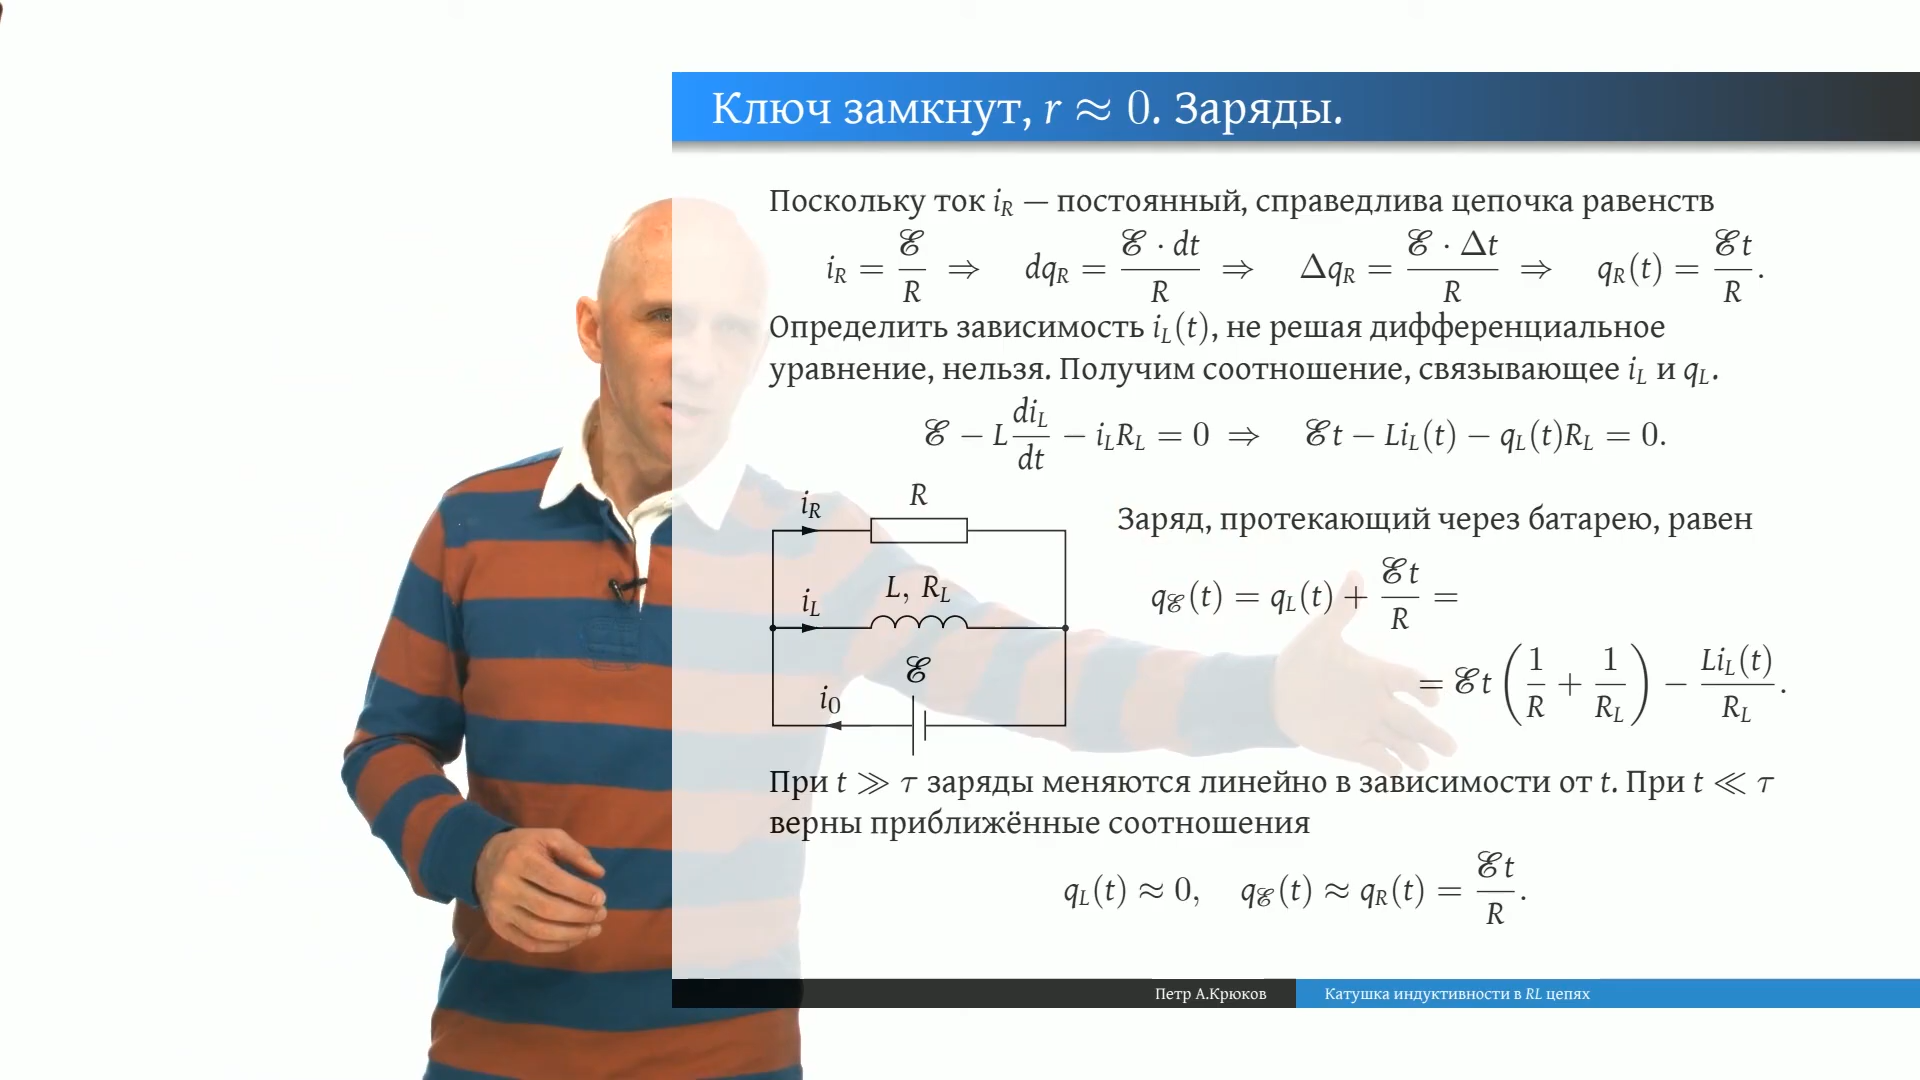 Ключ замкнут, r ≈ 0. Заряды.
Поскольку ток i_R — постоянный, справедлива цепочка равенств
i_R = ℰ/R ⇒ dq_R = ℰ · dt/R ⇒ Δq_R = ℰ · Δt/R ⇒ q_R(t) = ℰt/R.
Определить зависимость i_L(t), не решая дифференциальное
уравнение, нельзя. Получим соотношение, связывающее i_L и q_L.
ℰ − L di_L/dt − i_L R_L = 0 ⇒ ℰt − Li_L(t) − q_L(t)R_L = 0.
i_R R
i_L L, R_L
i_0 ℰ
Заряд, протекающий через батарею, равен
q_ℰ(t) = q_L(t) + ℰt/R =
= ℰt (1/R + 1/R_L) − Li_L(t)/R_L.
При t ≫ τ заряды меняются линейно в зависимости от t. При t ≪ τ
верны приближённые соотношения
q_L(t) ≈ 0, q_ℰ(t) ≈ q_R(t) = ℰt/R.
Петр А.Крюков Катушка индуктивности в RL цепях